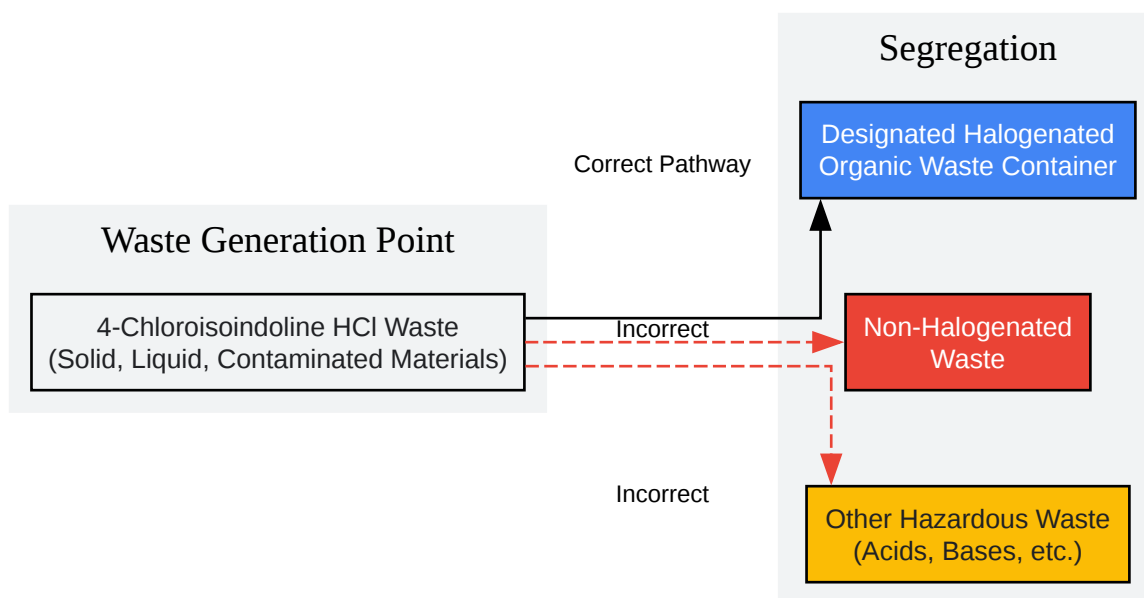 Segregation
Designated Halogenated
Organic Waste Container
Correct Pathway
Waste Generation Point
4-Chloroisoindoline HCl Waste
(Solid, Liquid, Contaminated Materials)
Incorrect
Non-Halogenated
Waste
Incorrect
Other Hazardous Waste
(Acids, Bases, etc.)